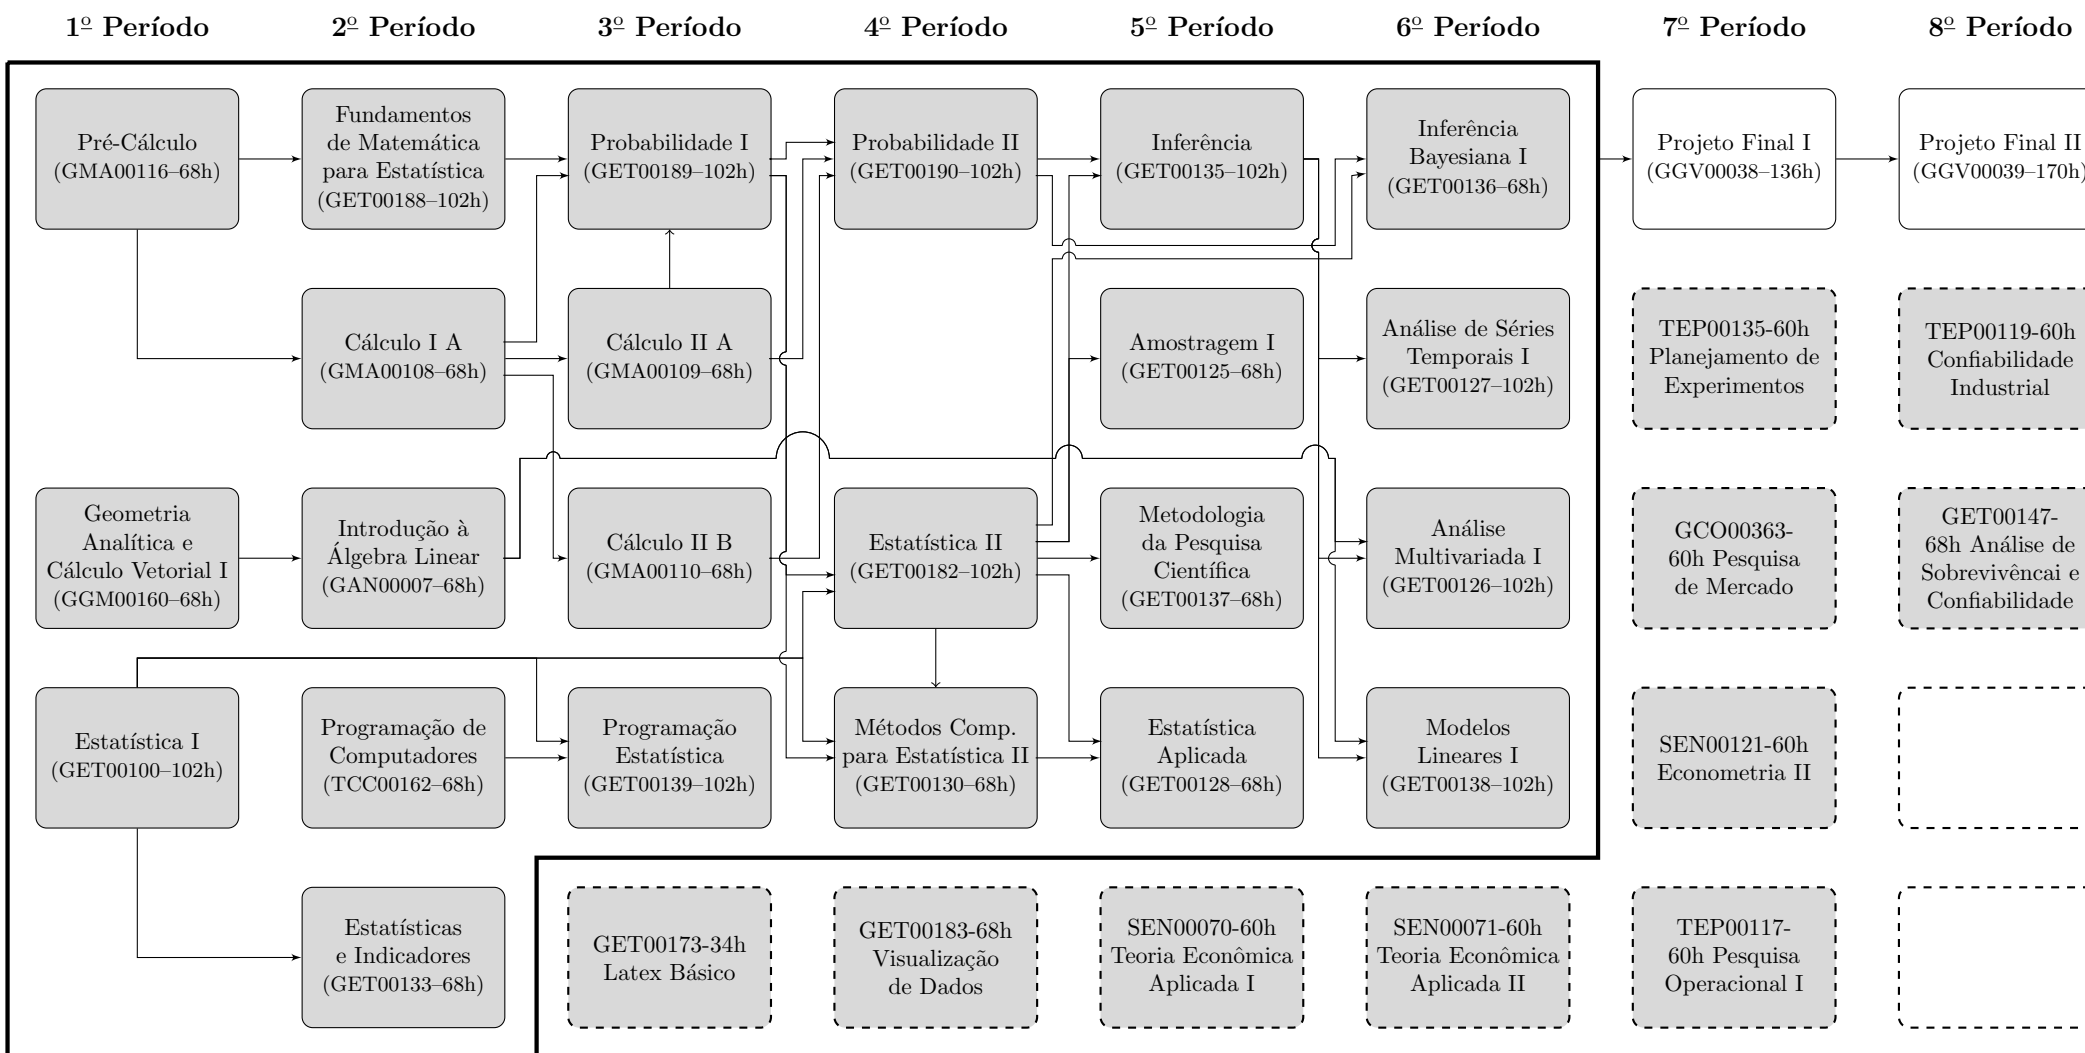 1º Período
2º Período
3º Período
4º Período
5º Período
6º Período
7º Período
8º Período
Pré-Cálculo
(GMA00116–68h)
Fundamentos
de Matemática
para Estatística
(GET00188–102h)
Probabilidade I
(GET00189–102h)
Probabilidade II
(GET00190–102h)
Inferência
(GET00135–102h)
Inferência
Bayesiana I
(GET00136–68h)
Projeto Final I
(GGV00038–136h)
Projeto Final II
(GGV00039–170h)
Cálculo I A
(GMA00108–68h)
Cálculo II A
(GMA00109–68h)
Amostragem I
(GET00125–68h)
Análise de Séries
Temporais I
(GET00127–102h)
TEP00135-60h
Planejamento de
Experimentos
TEP00119-60h
Confiabilidade
Industrial
Geometria
Analítica e
Cálculo Vetorial I
(GGM00160–68h)
Introdução à
Álgebra Linear
(GAN00007–68h)
Cálculo II B
(GMA00110–68h)
Estatística II
(GET00182–102h)
Metodologia
da Pesquisa
Científica
(GET00137–68h)
Análise
Multivariada I
(GET00126–102h)
GCO00363-
60h Pesquisa
de Mercado
GET00147-
68h Análise de
Sobrevivêncai e
Confiabilidade
Estatística I
(GET00100–102h)
Programação de
Computadores
(TCC00162–68h)
Programação
Estatística
(GET00139–102h)
Métodos Comp.
para Estatística II
(GET00130–68h)
Estatística
Aplicada
(GET00128–68h)
Modelos
Lineares I
(GET00138–102h)
SEN00121-60h
Econometria II
Estatísticas
e Indicadores
(GET00133–68h)
GET00173-34h
Latex Básico
GET00183-68h
Visualização
de Dados
SEN00070-60h
Teoria Econômica
Aplicada I
SEN00071-60h
Teoria Econômica
Aplicada II
TEP00117-
60h Pesquisa
Operacional I